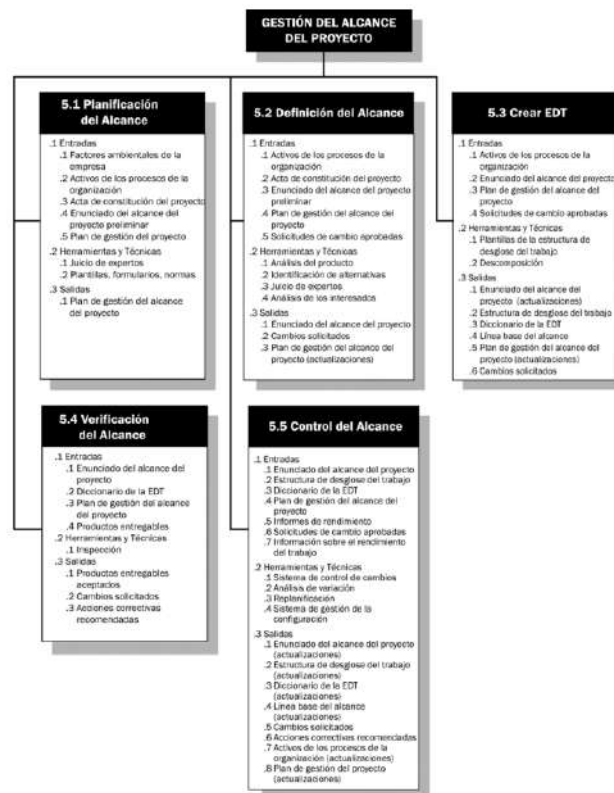 GESTIÓN DEL ALCANCE
DEL PROYECTO
5.1 Planificación
del Alcance
.1 Entradas
.1 Factores ambientales de la
empresa
.2 Activos de los procesos de la
organización
.3 Acta de constitución del proyecto
.4 Enunciado del alcance del
proyecto preliminar
.5 Plan de gestión del proyecto
.2 Herramientas y Técnicas
.1 Juicio de expertos
.2 Plantillas, formularios, normas
.3 Salidas
.1 Plan de gestión del alcance
del proyecto
5.2 Definición del Alcance
.1 Entradas
.1 Activos de los procesos de la
organización
.2 Acta de constitución del proyecto
.3 Enunciado del alcance del proyecto
preliminar
.4 Plan de gestión del alcance del
proyecto
.5 Solicitudes de cambio aprobadas
.2 Herramientas y Técnicas
.1 Análisis del producto
.2 Identificación de alternativas
.3 Juicio de expertos
.4 Análisis de los interesados
.3 Salidas
.1 Enunciado del alcance del proyecto
.2 Cambios solicitados
.3 Plan de gestión del alcance del
proyecto (actualizaciones)
5.3 Crear EDT
.1 Entradas
.1 Activos de los procesos de la
organización
.2 Enunciado del alcance del proyecto
.3 Plan de gestión del alcance del
proyecto
.4 Solicitudes de cambio aprobadas
.2 Herramientas y Técnicas
.1 Plantillas de la estructura de
desglose del trabajo
.2 Descomposición
.3 Salidas
.1 Enunciado del alcance del
proyecto (actualizaciones)
.2 Estructura de desglose del trabajo
.3 Diccionario de la EDT
.4 Línea base del alcance
.5 Plan de gestión del alcance del
proyecto (actualizaciones)
.6 Cambios solicitados
5.4 Verificación
del Alcance
.1 Entradas
.1 Enunciado del alcance del
proyecto
.2 Diccionario de la EDT
.3 Plan de gestión del alcance
del proyecto
.4 Productos entregables
.2 Herramientas y Técnicas
.1 Inspección
.3 Salidas
.1 Productos entregables
aceptados
.2 Cambios solicitados
.3 Acciones correctivas
recomendadas
5.5 Control del Alcance
.1 Entradas
.1 Enunciado del alcance del proyecto
.2 Estructura de desglose del trabajo
.3 Diccionario de la EDT
.4 Plan de gestión del alcance del
proyecto
.5 Informes de rendimiento
.6 Solicitudes de cambio aprobadas
.7 Información sobre el rendimiento
del trabajo
.2 Herramientas y Técnicas
.1 Sistema de control de cambios
.2 Análisis de variación
.3 Replanificación
.4 Sistema de gestión de la
configuración
.3 Salidas
.1 Enunciado del alcance del proyecto
(actualizaciones)
.2 Estructura de desglose del trabajo
(actualizaciones)
.3 Diccionario de la EDT
(actualizaciones)
.4 Línea base del alcance
(actualizaciones)
.5 Cambios solicitados
.6 Acciones correctivas recomendadas
.7 Activos de los procesos de la
organización (actualizaciones)
.8 Plan de gestión del
proyecto (actualizaciones)